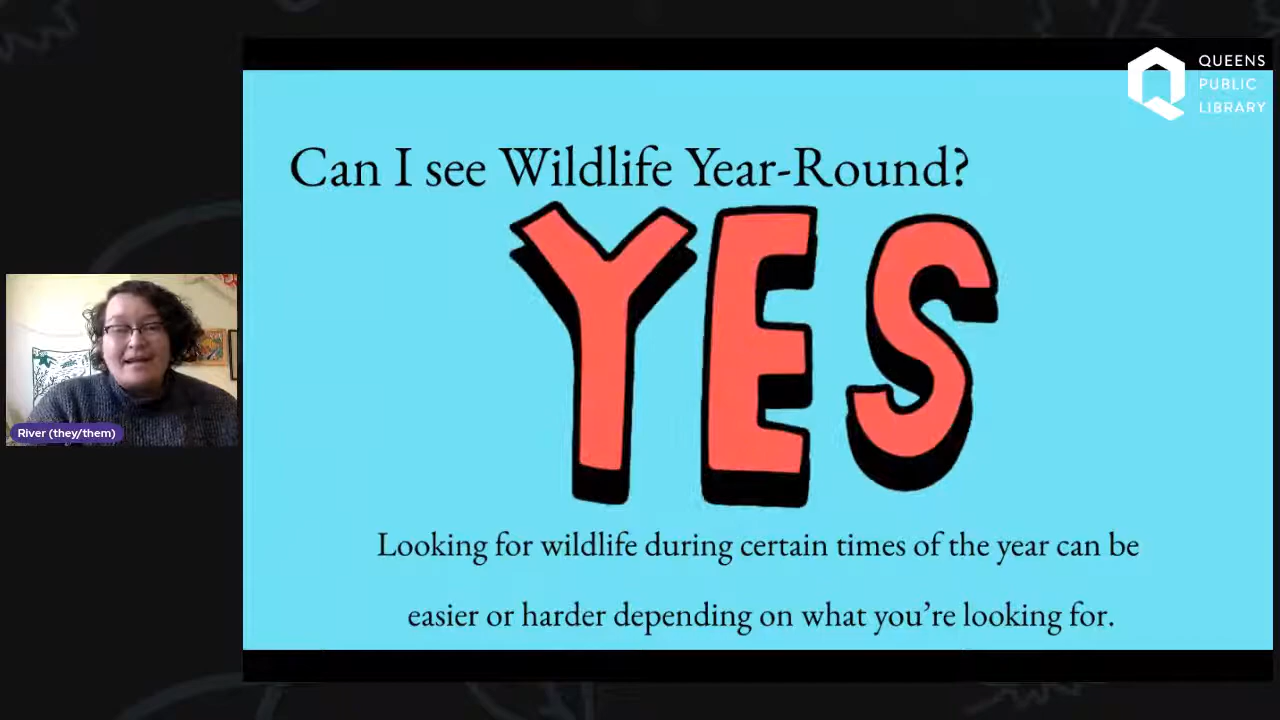 QUEENS
PUBLIC
LIBRARY
Can I see Wildlife Year-Round?
YES
River (they/them)
Looking for wildlife during certain times of the year can be
easier or harder depending on what you’re looking for.